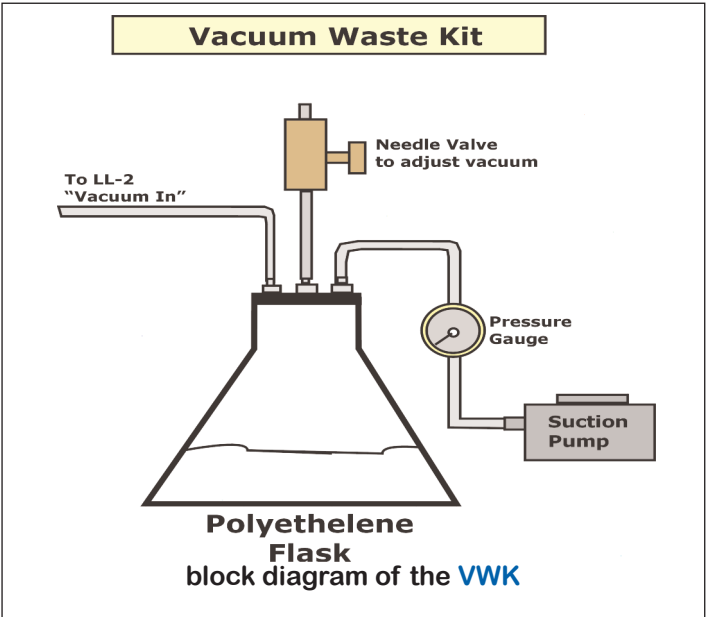 Vacuum Waste Kit
Needle Valve
to adjust vacuum
To LL-2
“Vacuum In”
Pressure
Gauge
Suction
Pump
Polyethelene
Flask
block diagram of the VWK